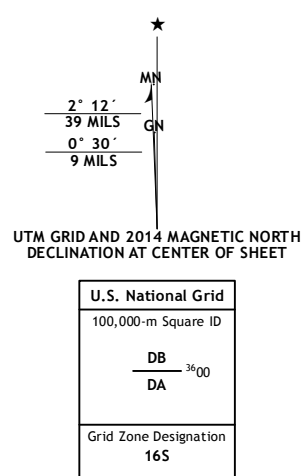 ★
MN
2° 12´
39 MILS
GN
0° 30´
9 MILS
UTM GRID AND 2014 MAGNETIC NORTH
DECLINATION AT CENTER OF SHEET
U.S. National Grid
100,000-m Square ID
DB
³⁶00
DA
Grid Zone Designation
16S